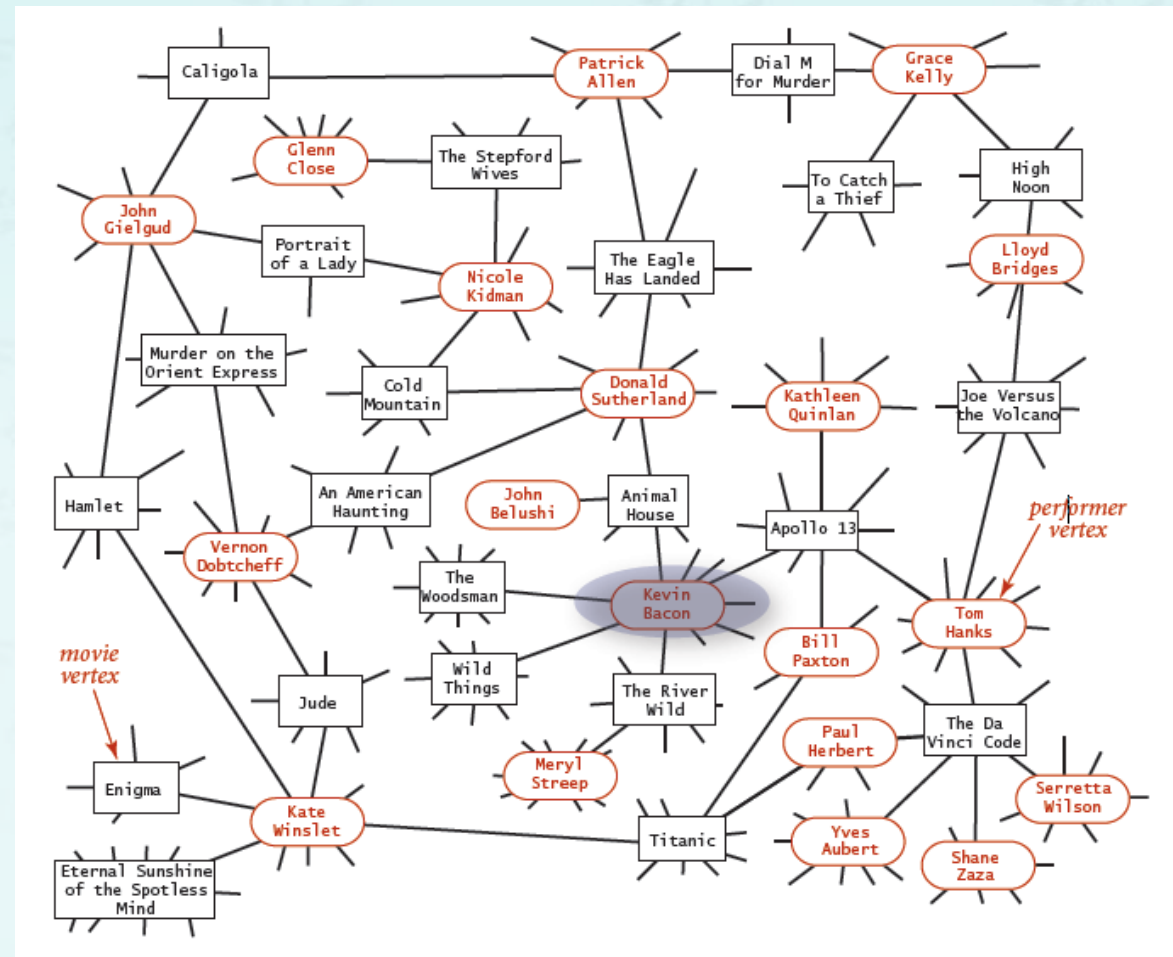 Caligola
Patrick
Allen
Dial M
for Murder
Grace
Kelly
Glenn
Close
The Stepford
Wives
To Catch
a Thief
High
Noon
John
Gielgud
Portrait
of a Lady
Nicole
Kidman
The Eagle
Has Landed
Lloyd
Bridges
Murder on the
Orient Express
Cold
Mountain
Donald
Sutherland
Kathleen
Quinlan
Joe Versus
the Volcano
Hamlet
An American
Haunting
John
Belushi
Animal
House
Apollo 13
performer
vertex
Vernon
Dobtcheff
The
Woodsman
Kevin
Bacon
Tom
Hanks
Bill
Paxton
movie
vertex
Wild
Things
The River
Wild
Jude
Paul
Herbert
The Da
Vinci Code
Enigma
Meryl
Streep
Serretta
Wilson
Kate
Winslet
Titanic
Yves
Aubert
Shane
Zaza
Eternal Sunshine
of the Spotless
Mind